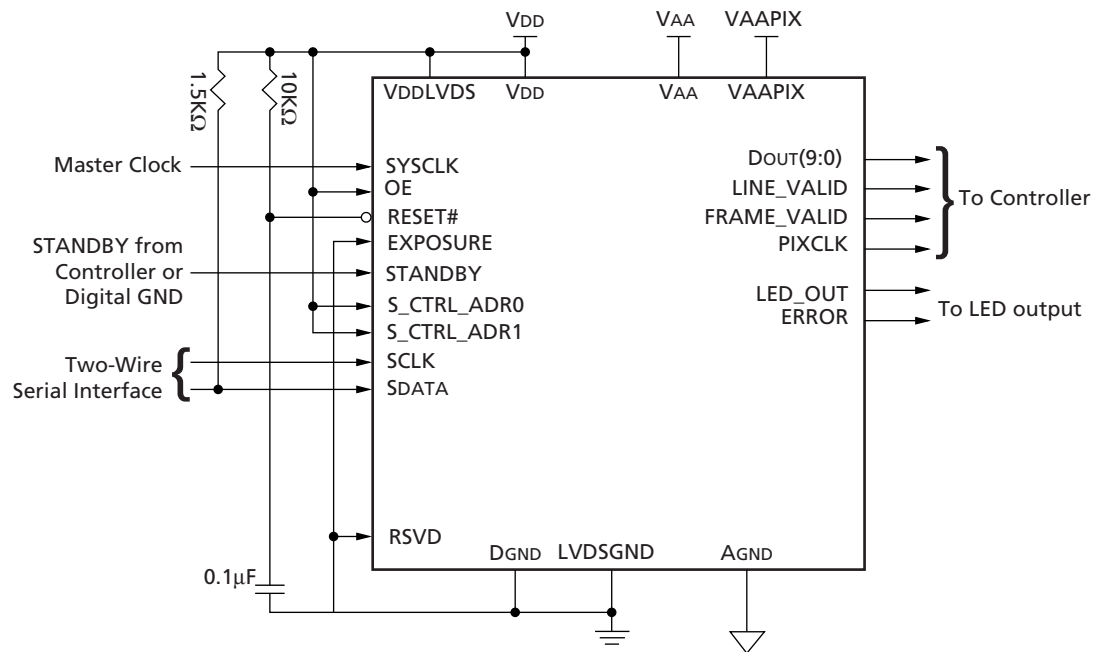 VDD
VAA
VAAPIX
1.5KΩ
10KΩ
VDDLVDS
VDD
VAA
VAAPIX
Master Clock
SYSCLK
OE
RESET#
EXPOSURE
STANDBY from
Controller or
Digital GND
STANDBY
S_CTRL_ADR0
S_CTRL_ADR1
Two-Wire
Serial Interface
SCLK
SDATA
RSVD
DOUT(9:0)
LINE_VALID
FRAME_VALID
PIXCLK
To Controller
LED_OUT
ERROR
To LED output
DGND
LVDSGND
AGND
0.1μF